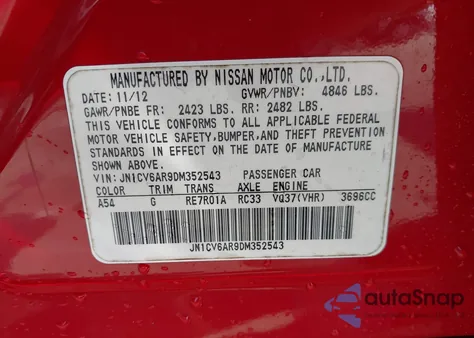 MANUFACTURED BY NISSAN MOTOR CO.,LTD.
DATE:11/12 GVWR/PNBV: 4846 LBS.
GAWR/PNBE FR: 2423 LBS. RR: 2482 LBS.
THIS VEHICLE CONFORMS TO ALL APPLICABLE FEDERAL
MOTOR VEHICLE SAFETY,BUMPER,AND THEFT PREVENTION
STANDARDS IN EFFECT ON THE DATE OF MANUFACTURE
SHOWN ABOVE.
VIN:JN1CV6AR9DM352543 PASSENGER CAR
COLOR TRIM TRANS AXLE ENGINE
A54 G RE7R01A RC33 VQ37(VHR) 3696CC
JN1CV6AR9DM352543
autoSnap